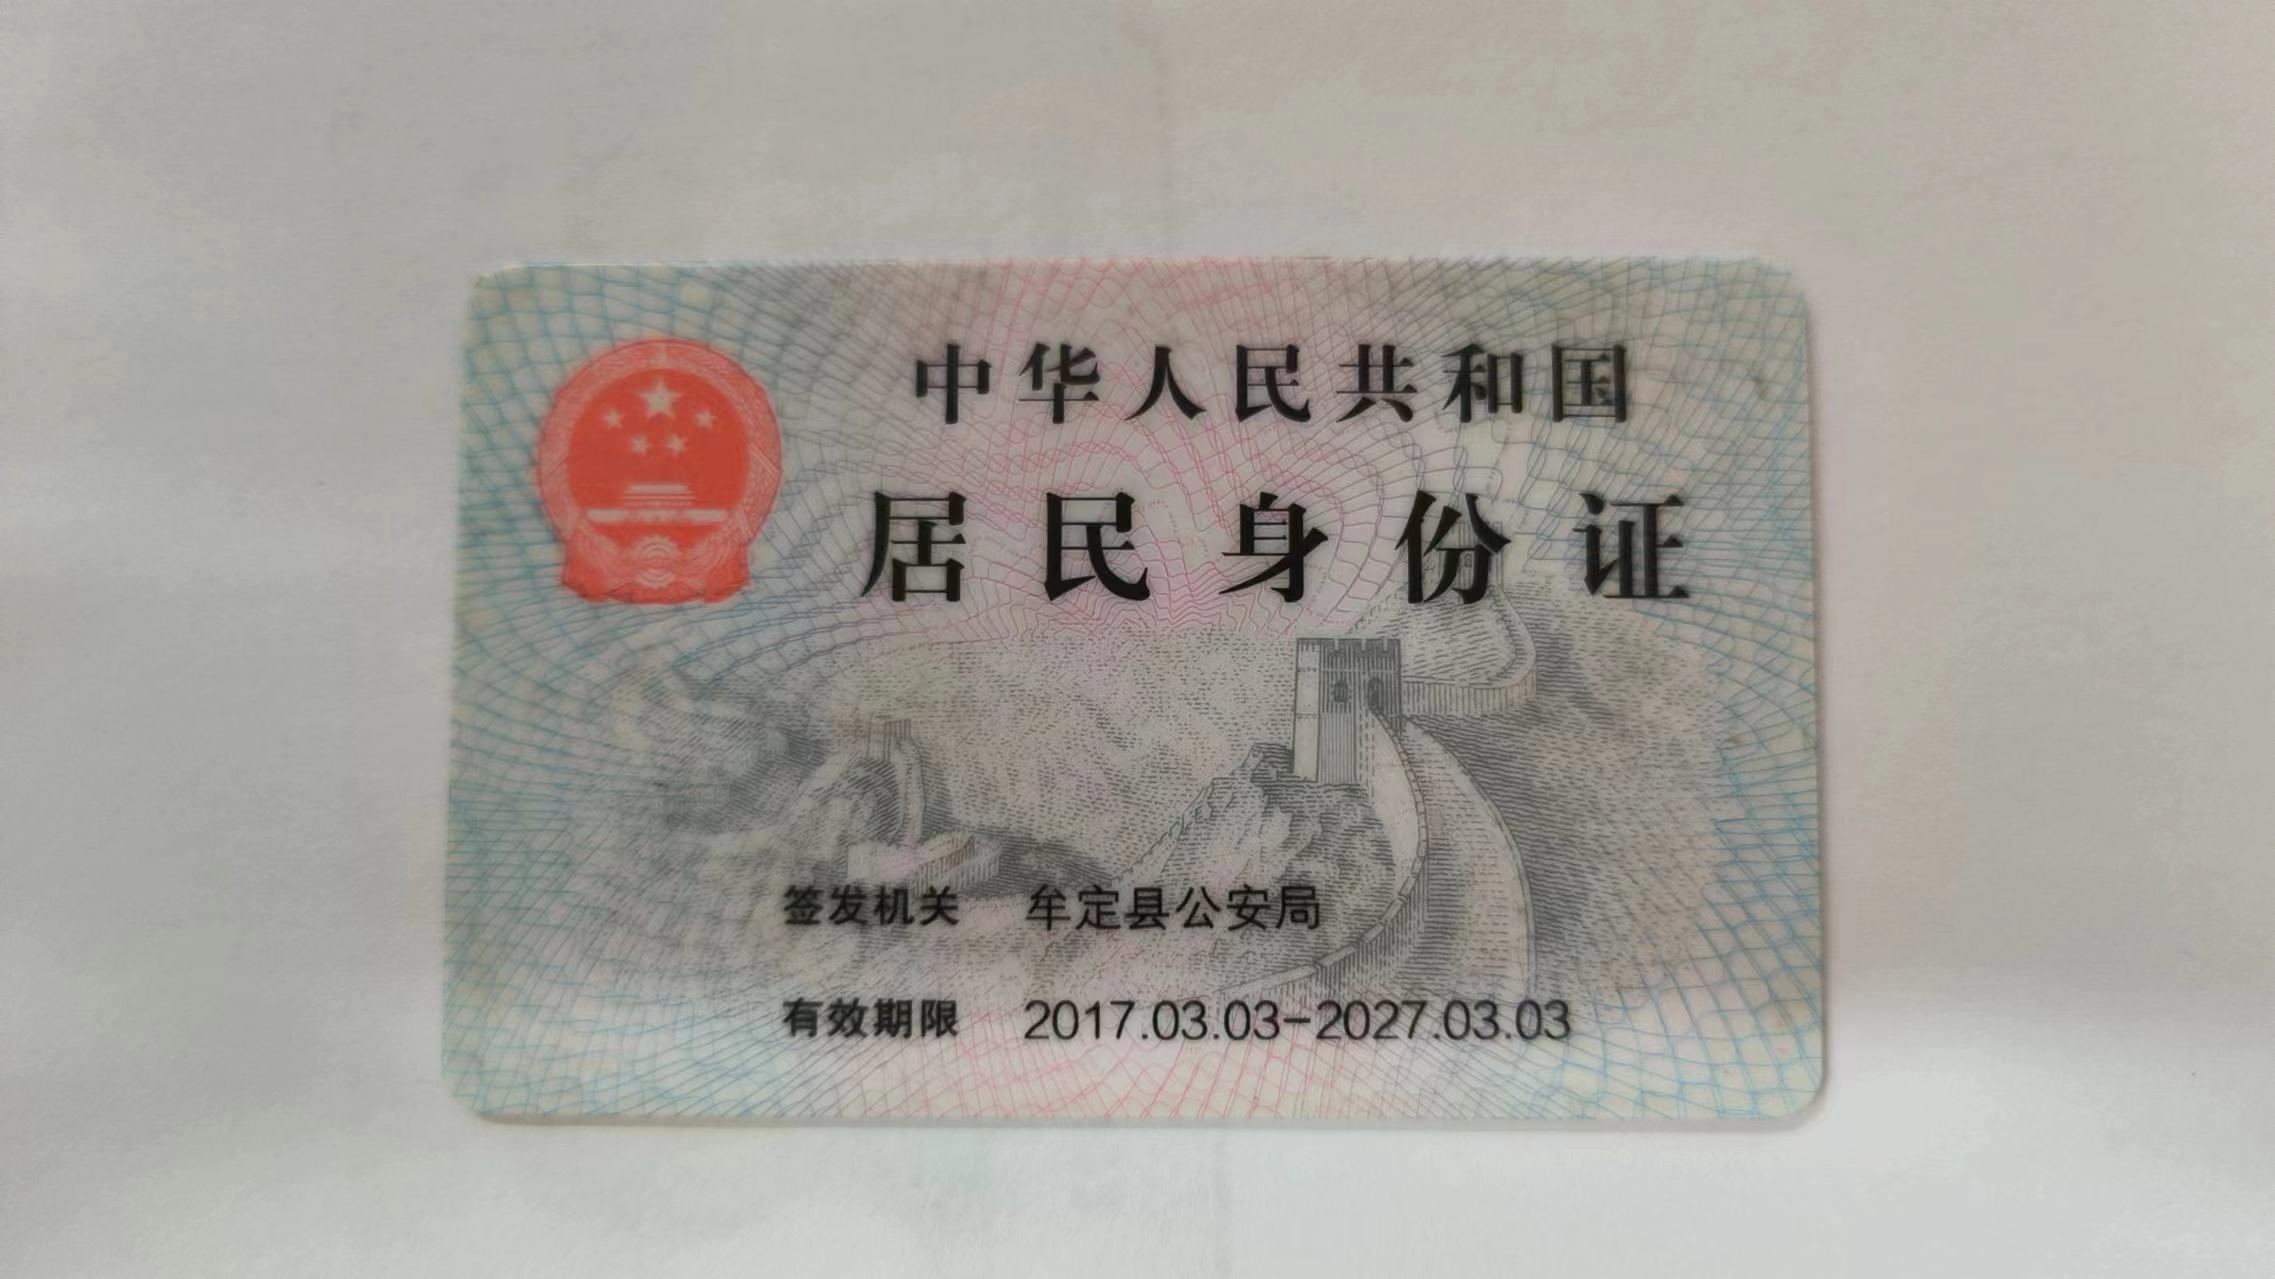 中华人民共和国
居民身份证
签发机关 牟定县公安局
有效期限 2017.03.03-2027.03.03